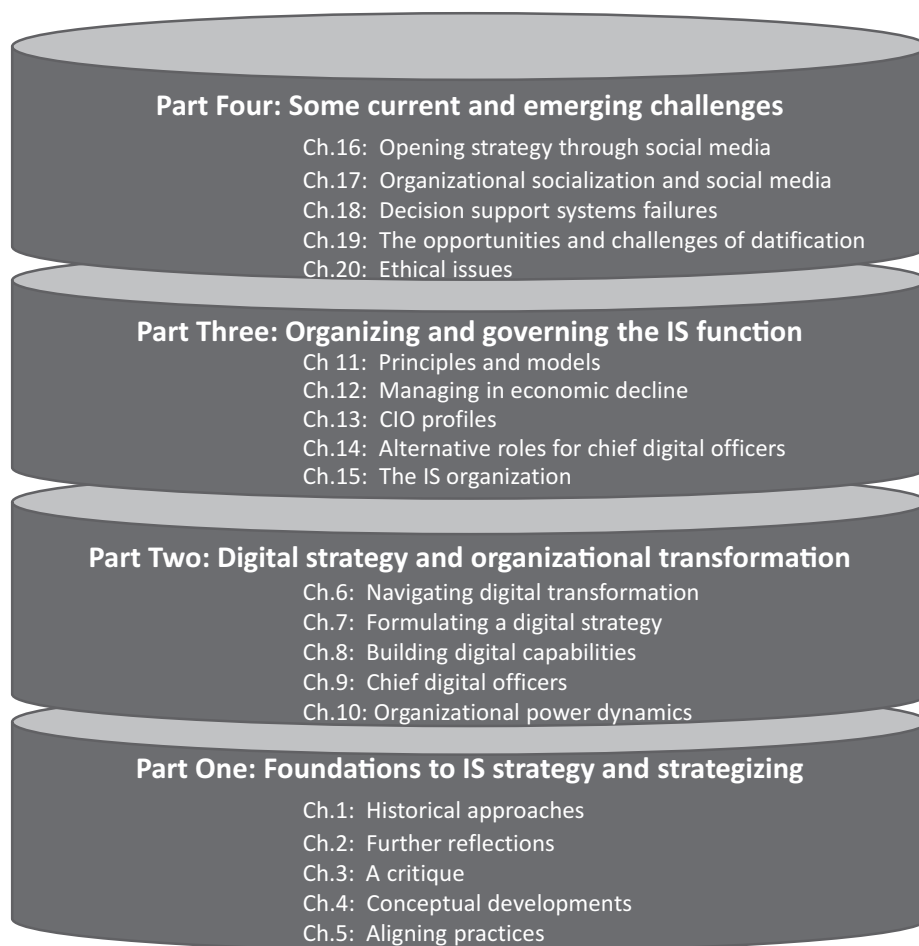 Part Four: Some current and emerging challenges
Ch.16: Opening strategy through social media
Ch.17: Organizational socialization and social media
Ch.18: Decision support systems failures
Ch.19: The opportunities and challenges of datification
Ch.20: Ethical issues
Part Three: Organizing and governing the IS function
Ch 11: Principles and models
Ch.12: Managing in economic decline
Ch.13: CIO profiles
Ch.14: Alternative roles for chief digital officers
Ch.15: The IS organization
Part Two: Digital strategy and organizational transformation
Ch.6: Navigating digital transformation
Ch.7: Formulating a digital strategy
Ch.8: Building digital capabilities
Ch.9: Chief digital officers
Ch.10: Organizational power dynamics
Part One: Foundations to IS strategy and strategizing
Ch.1: Historical approaches
Ch.2: Further reflections
Ch.3: A critique
Ch.4: Conceptual developments
Ch.5: Aligning practices